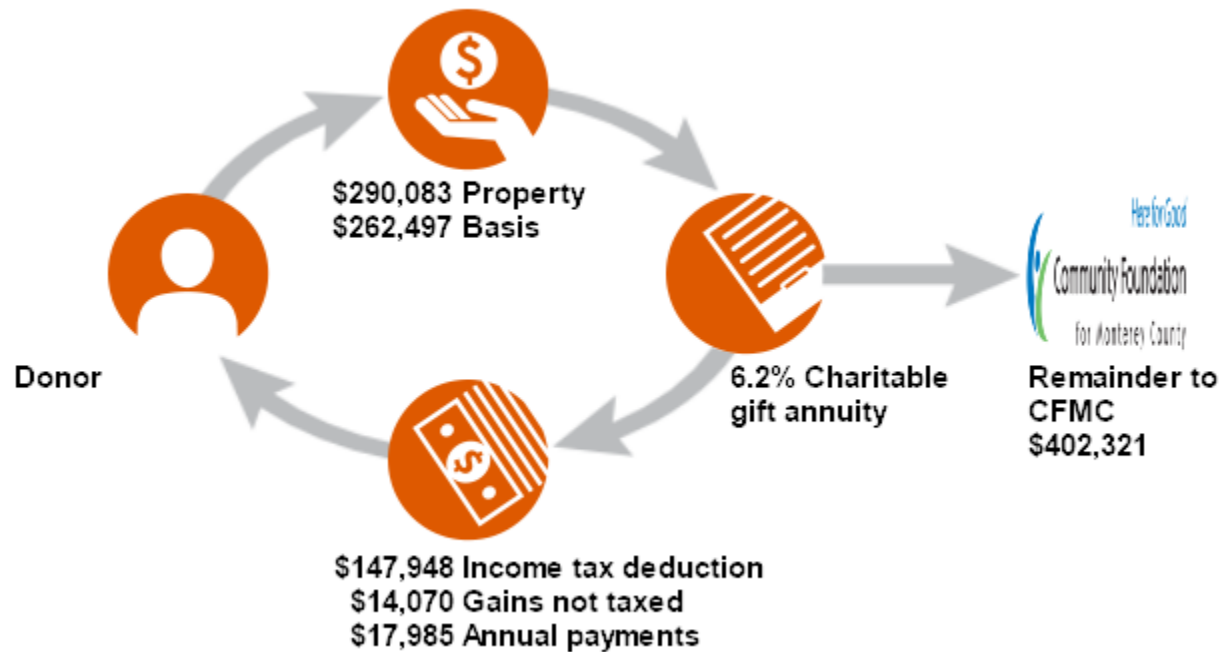 $290,083 Property
$262,497 Basis
Here for Good
Community Foundation
for Monterey County
Donor
6.2% Charitable
gift annuity
Remainder to
CFMC
$402,321
$147,948 Income tax deduction
$14,070 Gains not taxed
$17,985 Annual payments